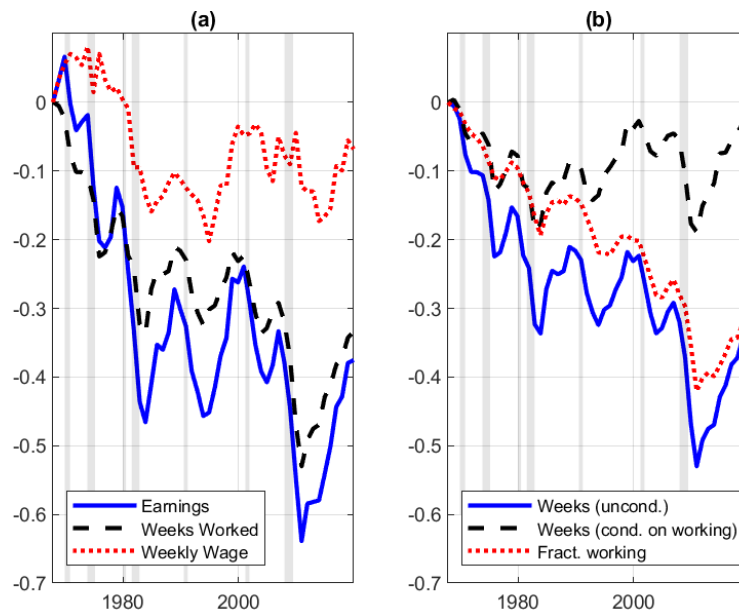 (a)
0
-0.1
-0.2
-0.3
-0.4
-0.5
-0.6
-0.7
1980
2000
Earnings
Weeks Worked
Weekly Wage
(b)
0
-0.1
-0.2
-0.3
-0.4
-0.5
-0.6
-0.7
1980
2000
Weeks (uncond.)
Weeks (cond. on working)
Fract. working